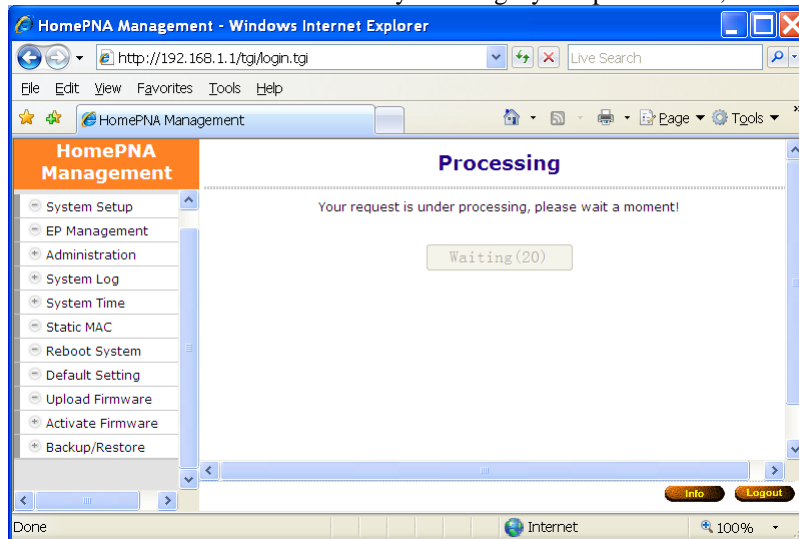 HomePNA Management - Windows Internet Explorer
http://192.168.1.1/tgi/login.tgi
Live Search
File Edit View Favorites Tools Help
HomePNA Management
Page Tools
HomePNA
Management
System Setup
EP Management
Administration
System Log
System Time
Static MAC
Reboot System
Default Setting
Upload Firmware
Activate Firmware
Backup/Restore
Processing
Your request is under processing, please wait a moment!
Waiting(20)
Info Logout
Done Internet 100%